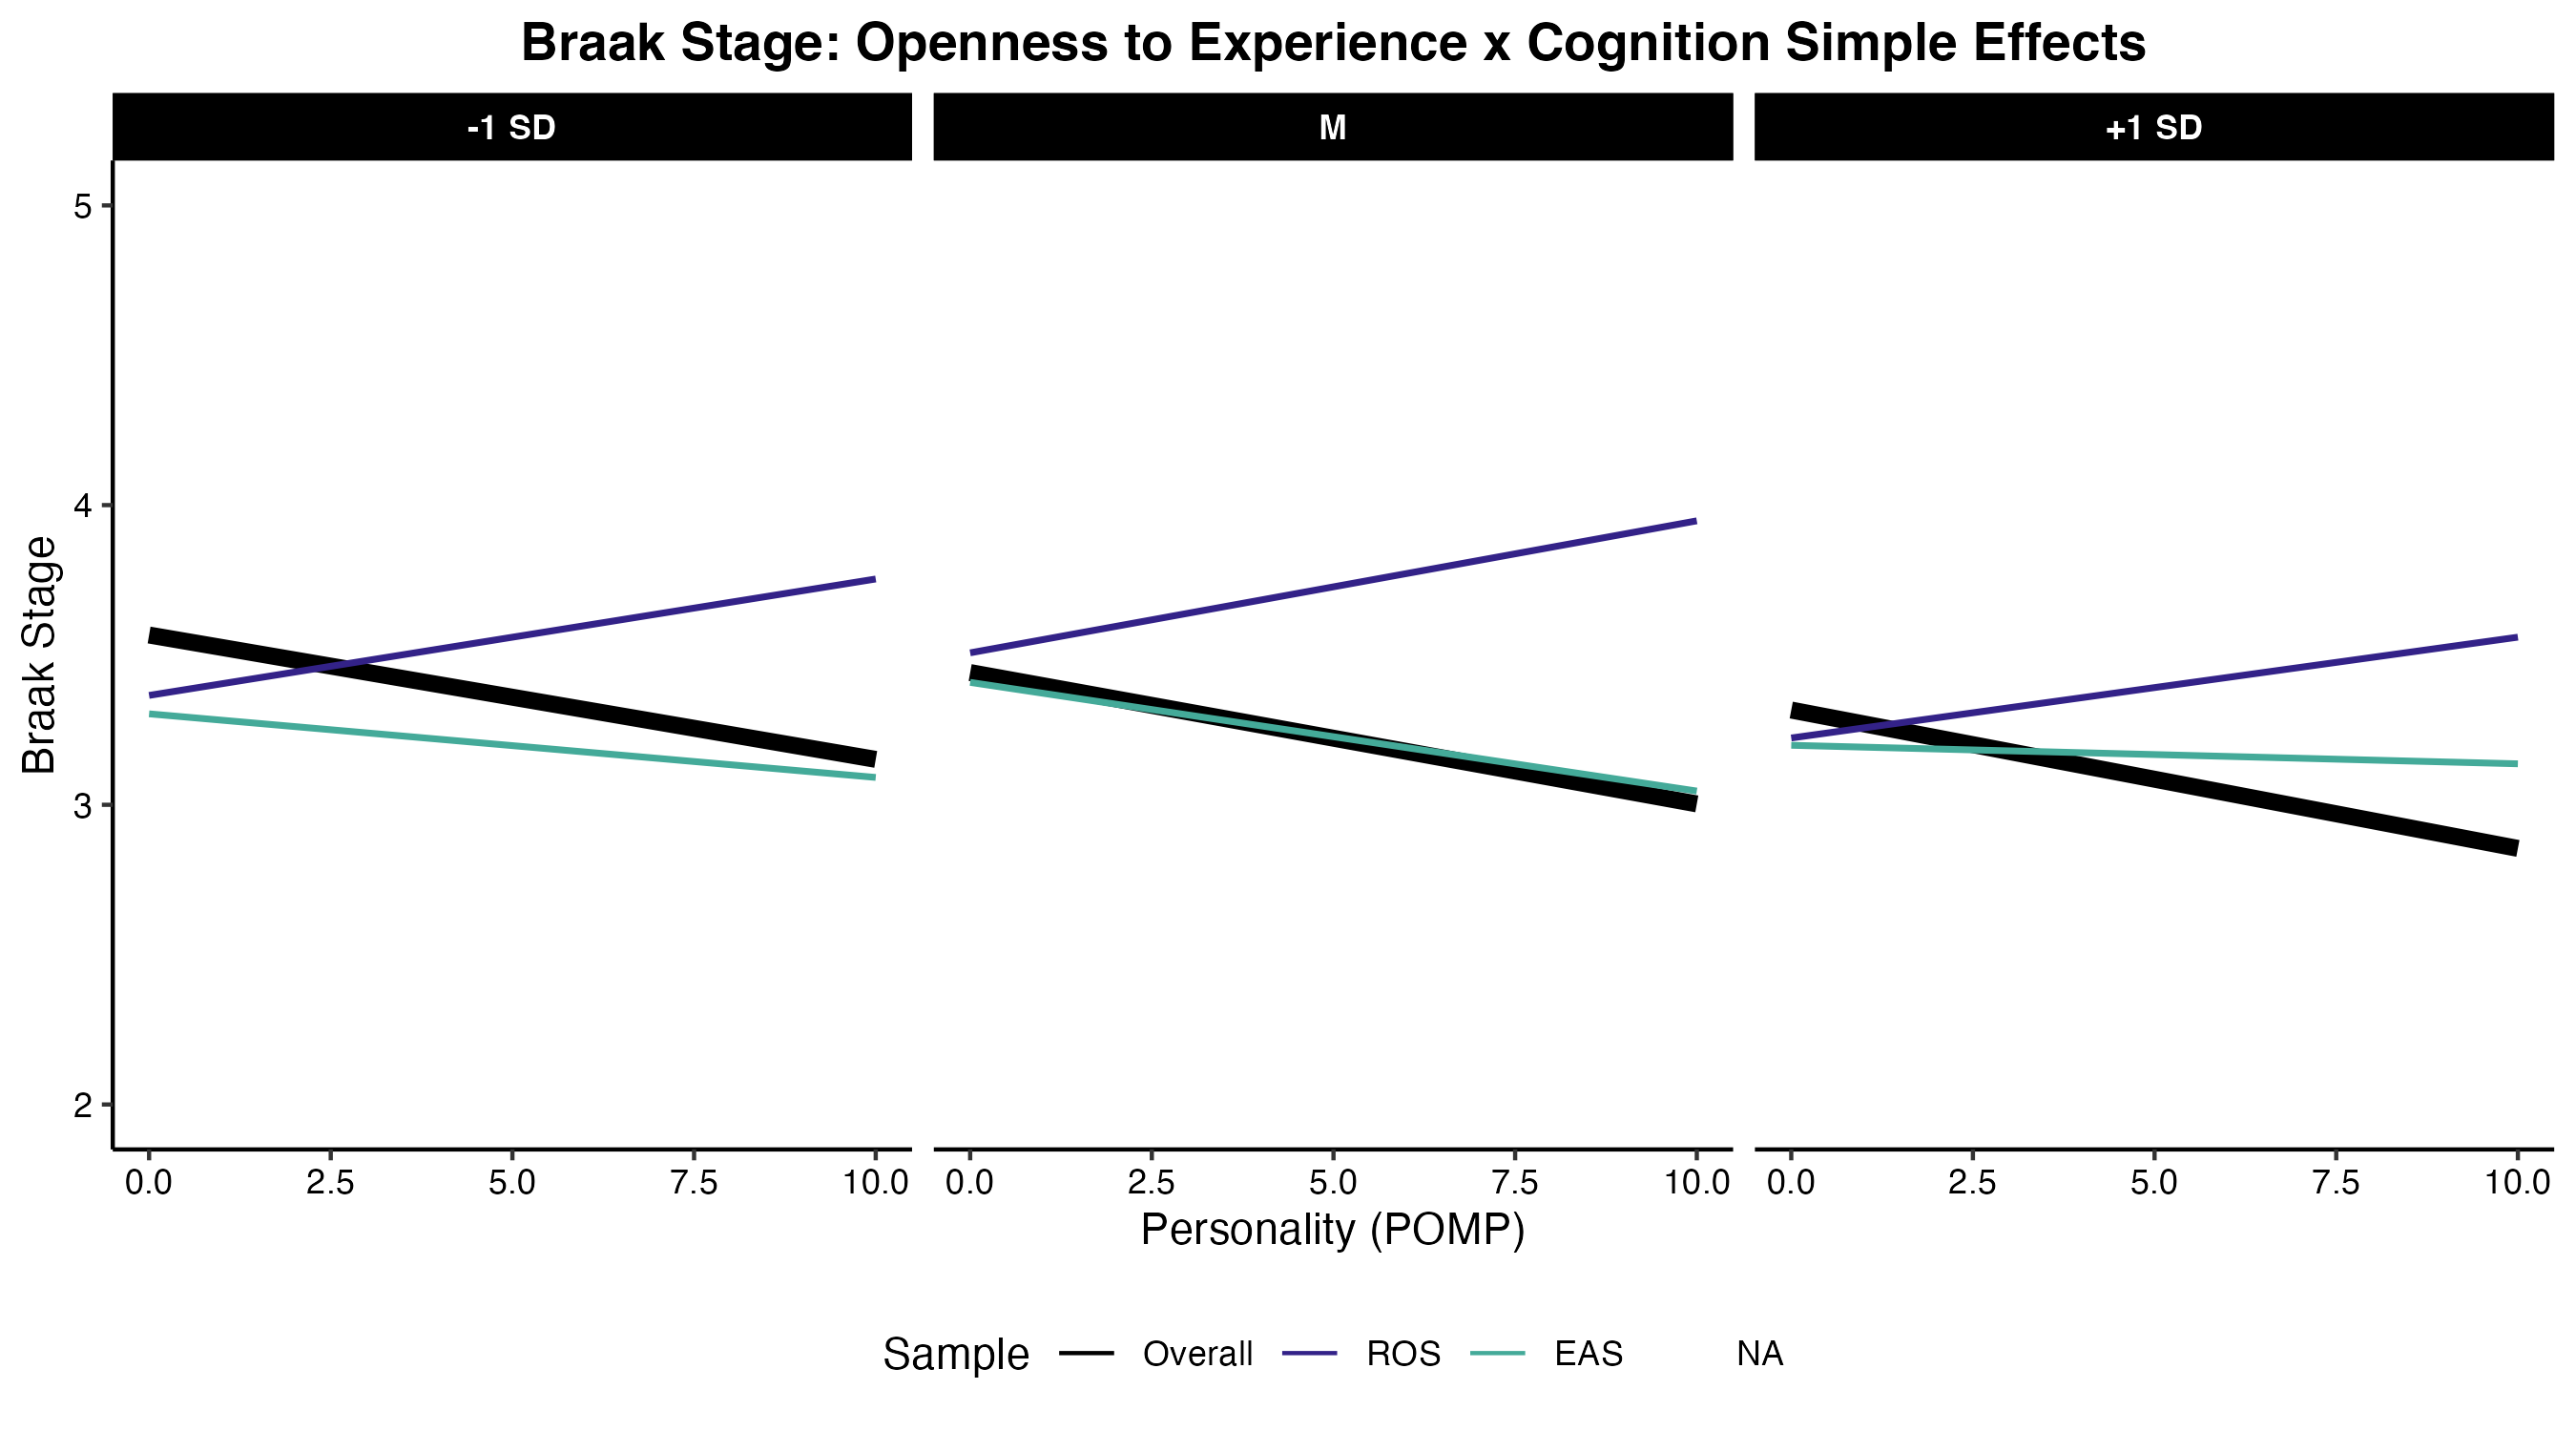 Braak Stage: Openness to Experience x Cognition Simple Effects
-1 SD
M
+1 SD
Braak Stage
5
4
3
2
0.0 2.5 5.0 7.5 10.0
0.0 2.5 5.0 7.5 10.0
0.0 2.5 5.0 7.5 10.0
Personality (POMP)
Sample Overall ROS EAS NA